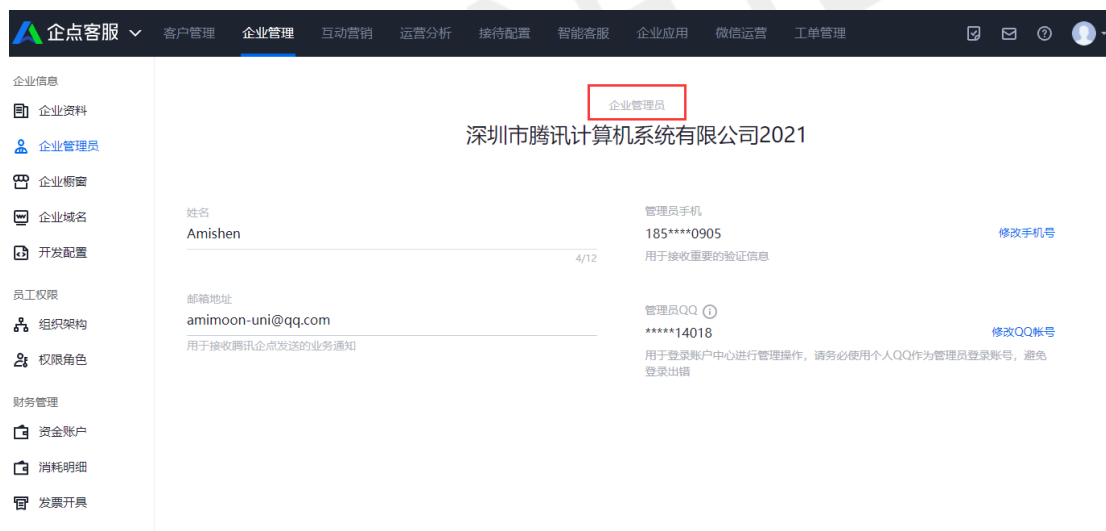 企点客服 客户管理 企业管理 互动营销 运营分析 接待配置 智能客服 企业应用 微信运营 工单管理
企业信息
企业资料
企业管理员
企业橱窗
企业域名
开发配置
员工权限
组织架构
权限角色
财务管理
资金账户
消耗明细
发票开具
企业管理员
深圳市腾讯计算机系统有限公司2021
姓名
Amishen
4/12
邮箱地址
amimoon-uni@qq.com
用于接收腾讯企点发送的业务通知
管理员手机
185****0905 修改手机号
用于接收重要的验证信息
管理员QQ
*****14018 修改QQ帐号
用于登录账户中心进行管理操作，请务必使用个人QQ作为管理员登录账号，避免
登录出错